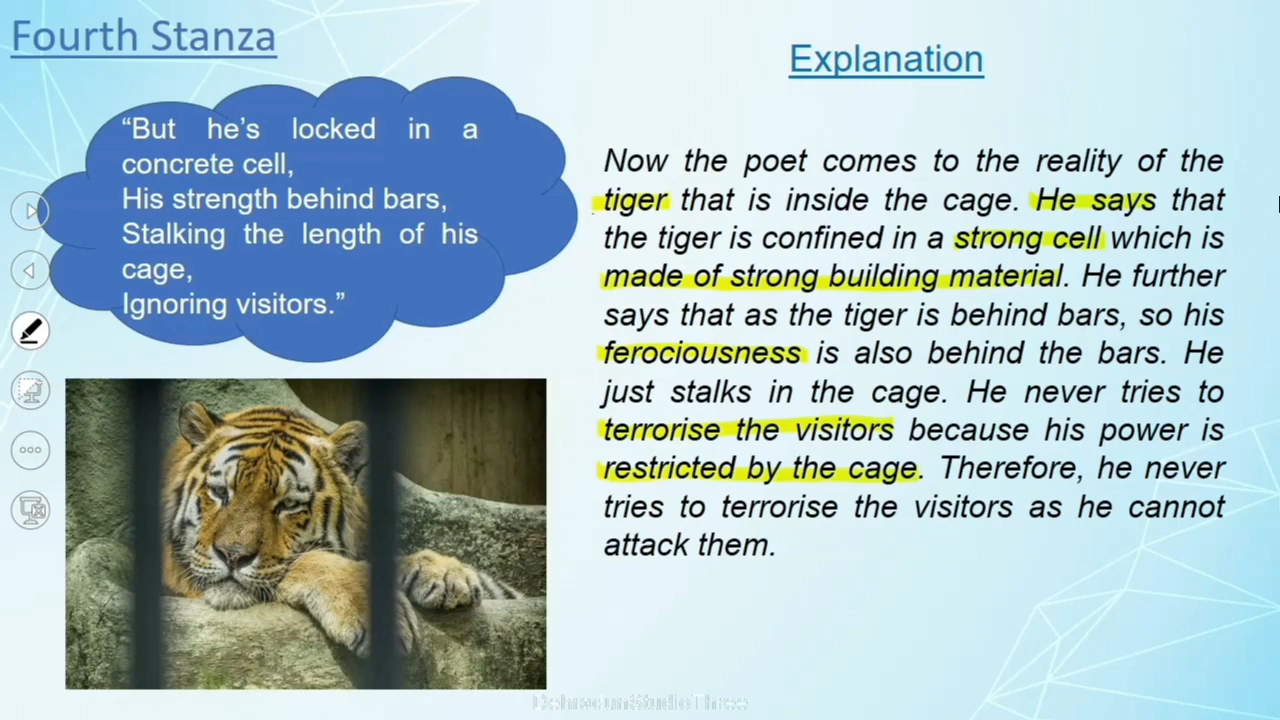 Fourth Stanza
“But he’s locked in a
concrete cell,
His strength behind bars,
Stalking the length of his
cage,
Ignoring visitors.”
Explanation
Now the poet comes to the reality of the
tiger that is inside the cage. He says that
the tiger is confined in a strong cell which is
made of strong building material. He further
says that as the tiger is behind bars, so his
ferociousness is also behind the bars. He
just stalks in the cage. He never tries to
terrorise the visitors because his power is
restricted by the cage. Therefore, he never
tries to terrorise the visitors as he cannot
attack them.
DehradunStudioThree